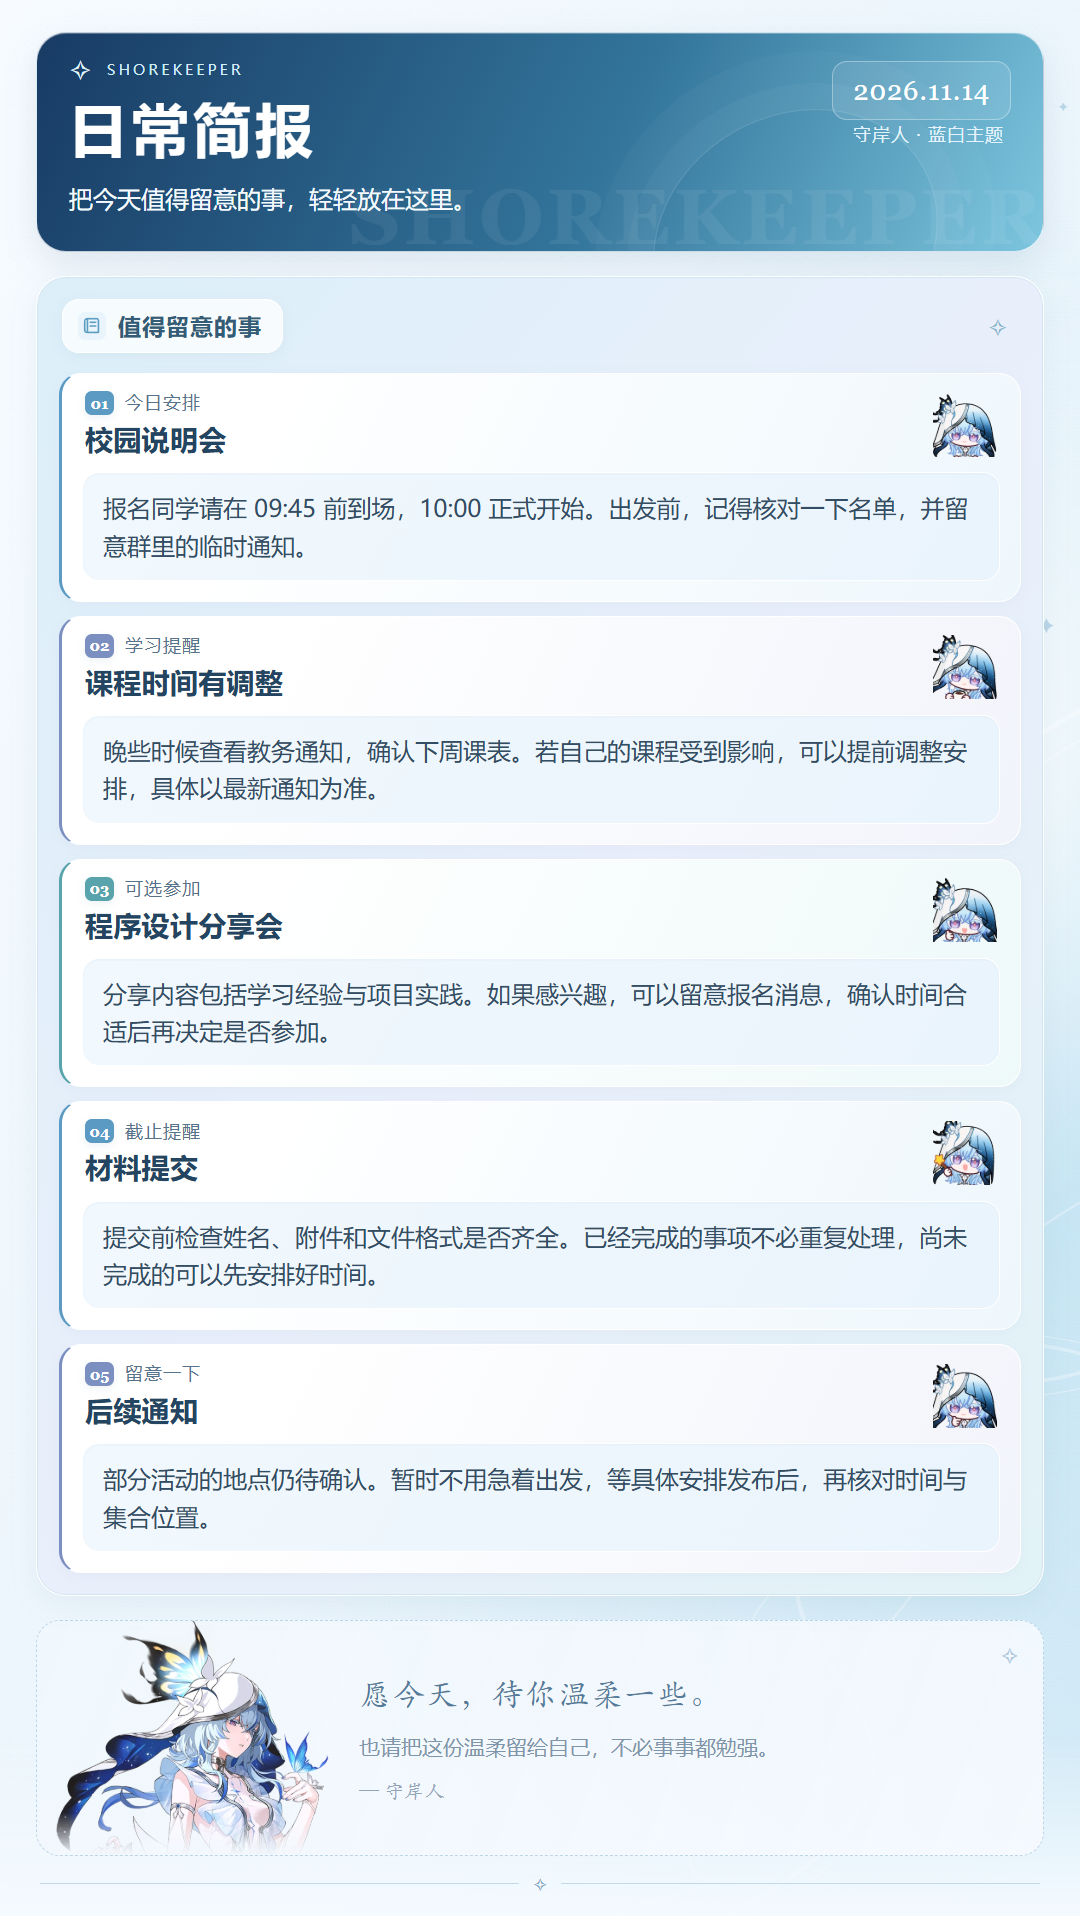 SHOREKEEPER
日常简报
把今天值得留意的事，轻轻放在这里。
2026.11.14
守岸人 · 蓝白主题
SHOREKEEPER
值得留意的事
01 今日安排
校园说明会
报名同学请在 09:45 前到场，10:00 正式开始。出发前，记得核对一下名单，并留
意群里的临时通知。
02 学习提醒
课程时间有调整
晚些时候查看教务通知，确认下周课表。若自己的课程受到影响，可以提前调整安
排，具体以最新通知为准。
03 可选参加
程序设计分享会
分享内容包括学习经验与项目实践。如果感兴趣，可以留意报名消息，确认时间合
适后再决定是否参加。
04 截止提醒
材料提交
提交前检查姓名、附件和文件格式是否齐全。已经完成的事项不必重复处理，尚未
完成的可以先安排好时间。
05 留意一下
后续通知
部分活动的地点仍待确认。暂时不用急着出发，等具体安排发布后，再核对时间与
集合位置。
愿今天，待你温柔一些。
也请把这份温柔留给自己，不必事事都勉强。
— 守岸人